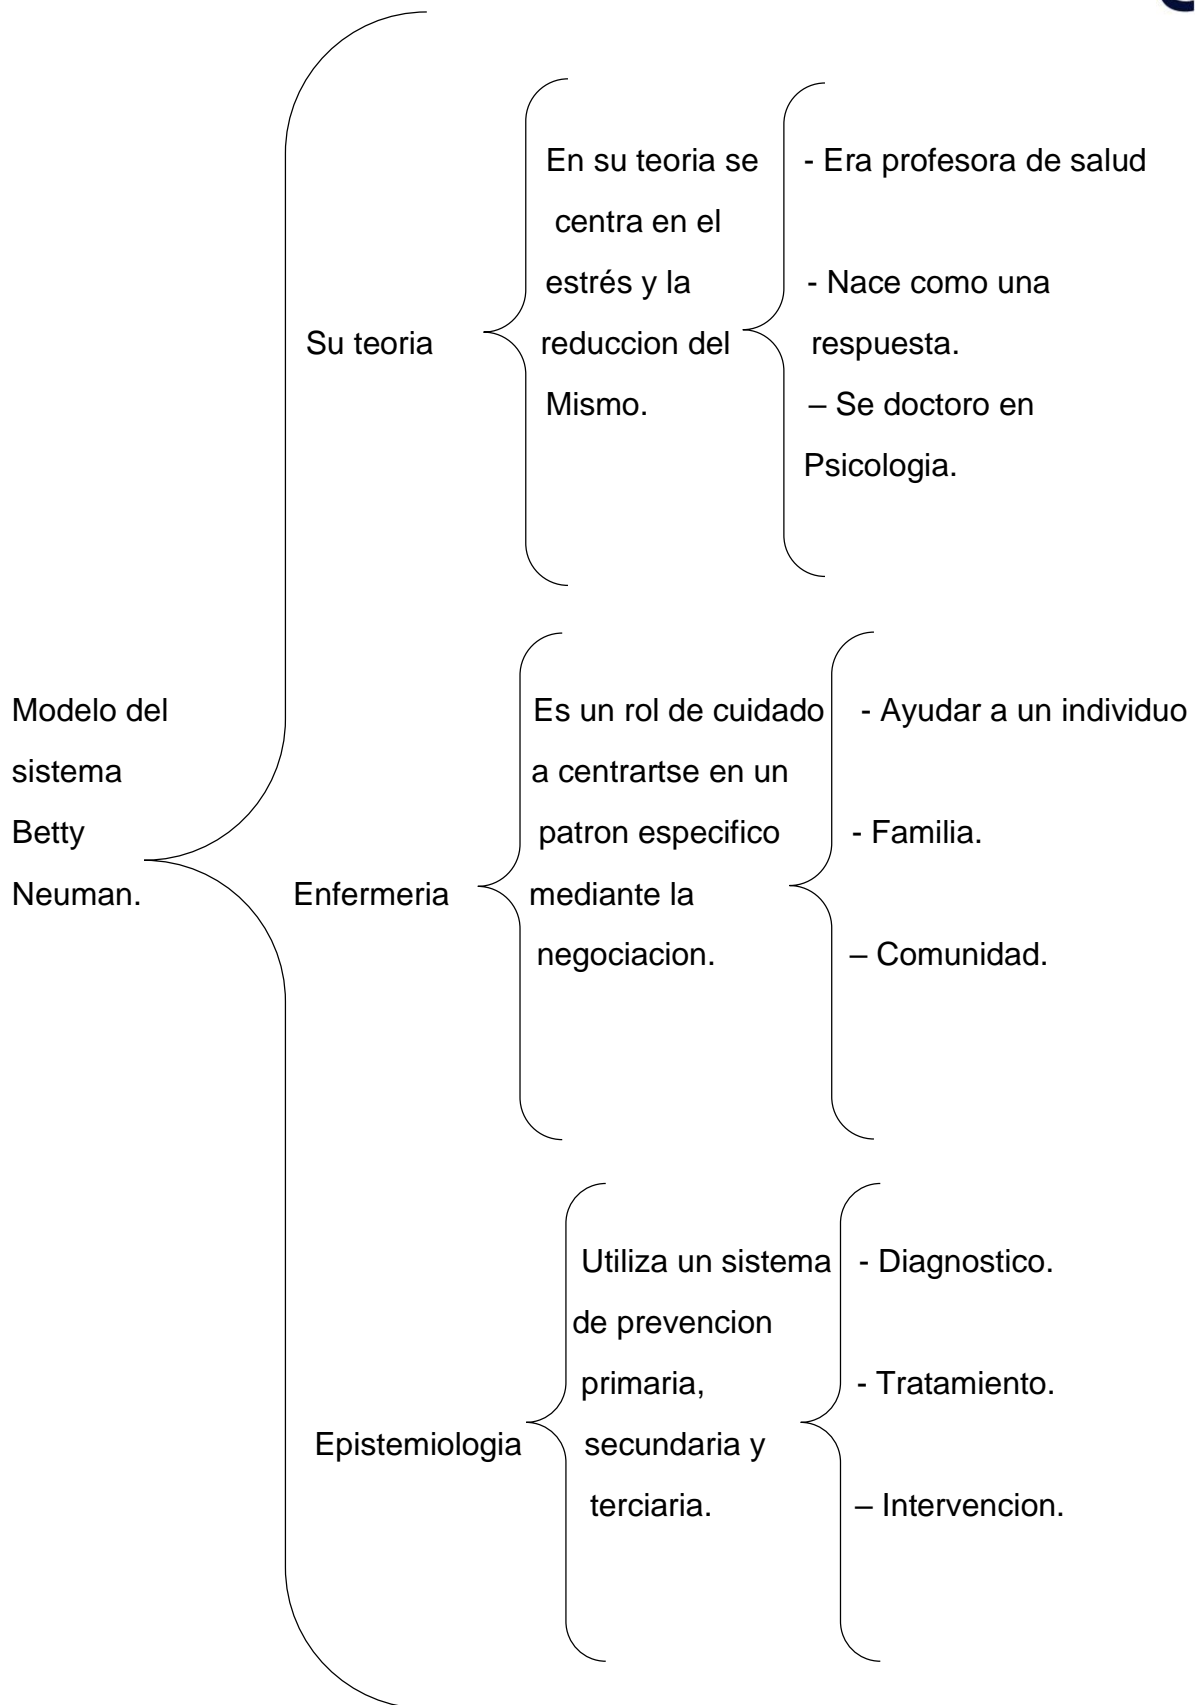 Modelo del
sistema
Betty
Neuman.
Su teoria
En su teoria se
centra en el
estrés y la
reduccion del
Mismo.
- Era profesora de salud
- Nace como una
respuesta.
– Se doctoro en
Psicologia.
Enfermeria
Es un rol de cuidado
a centrartse en un
patron especifico
mediante la
negociacion.
- Ayudar a un individuo
- Familia.
– Comunidad.
Epistemiologia
Utiliza un sistema
de prevencion
primaria,
secundaria y
terciaria.
- Diagnostico.
- Tratamiento.
– Intervencion.